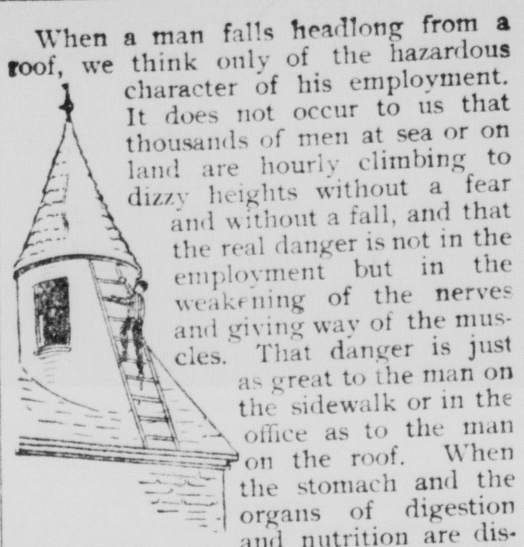 When a man falls headlong from a
roof, we think only of the hazardous
character of his employment.
It does not occur to us that
thousands of men at sea or on
land are hourly climbing to
dizzy heights without a fear
and without a fall, and that
the real danger is not in the
employment but in the
weakening of the nerves
and giving way of the mus-
cles. That danger is just
as great to the man on
the sidewalk or in the
office as to the man
on the roof. When
the stomach and the
organs of digestion
and nutrition are dis-